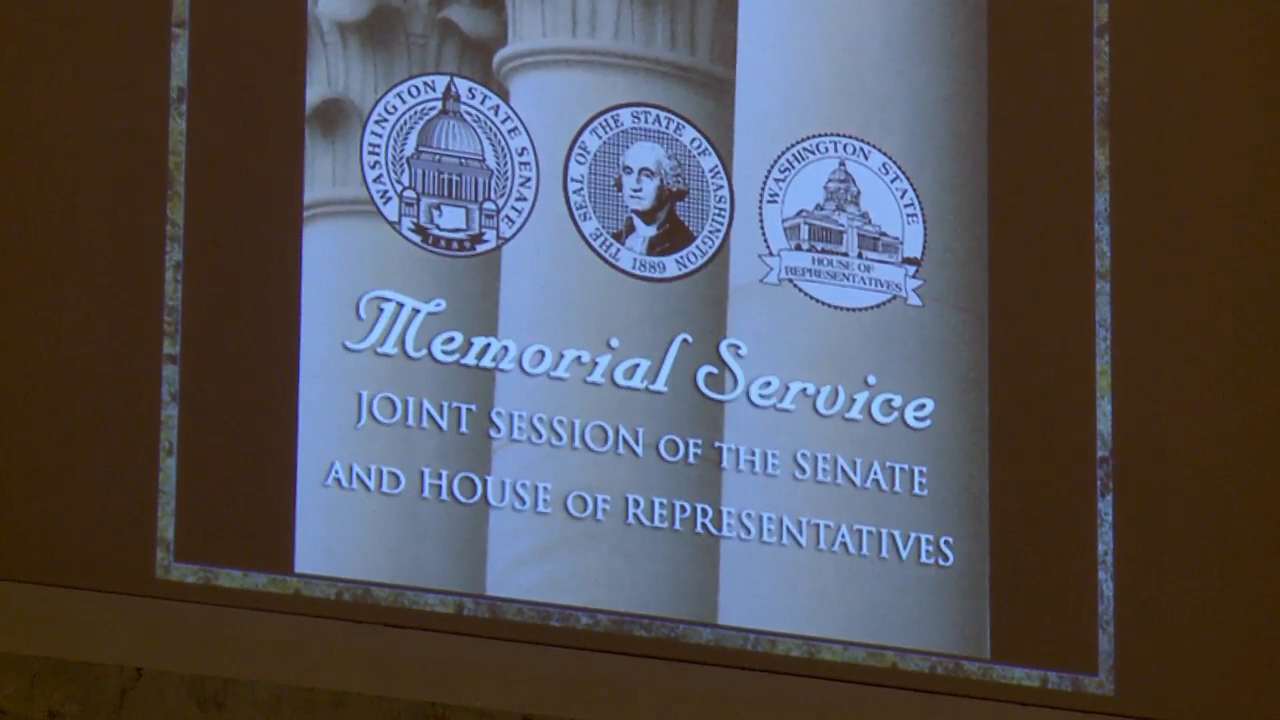 WASHINGTON STATE SENATE
1889
THE SEAL OF THE STATE OF WASHINGTON
1889
WASHINGTON STATE
HOUSE OF
REPRESENTATIVES
Memorial Service
JOINT SESSION OF THE SENATE
AND HOUSE OF REPRESENTATIVES